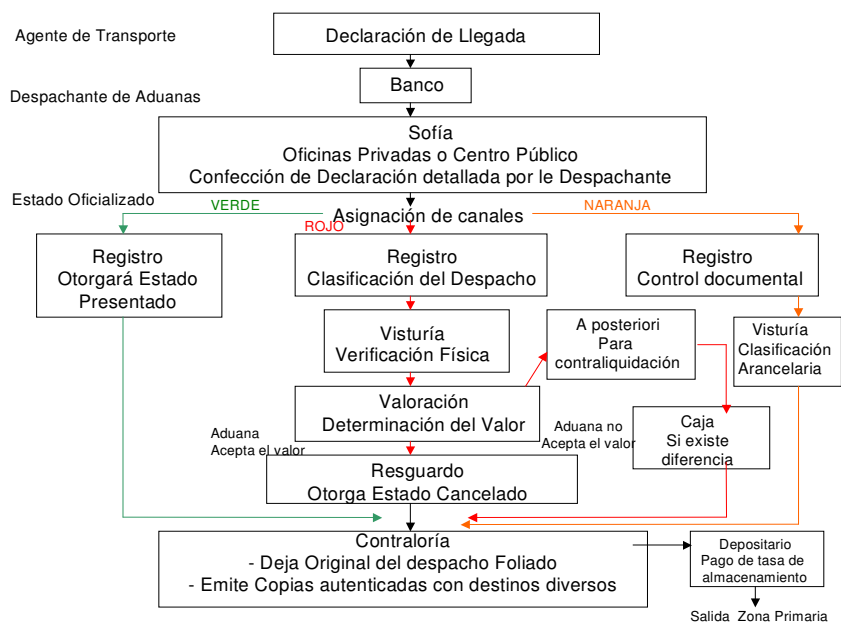 Agente de Transporte
Declaración de Llegada
Banco
Despachante de Aduanas
Sofía
Oficinas Privadas o Centro Público
Confección de Declaración detallada por le Despachante
Estado Oficializado
VERDE
Asignación de canales
NARANJA
ROJO
Registro
Otorgará Estado
Presentado
Registro
Clasificación del Despacho
Registro
Control documental
Visturía
Verificación Física
A posteriori
Para
contraliquidación
Visturía
Clasificación
Arancelaria
Valoración
Determinación del Valor
Aduana
Acepta el valor
Aduana no
Acepta el valor
Caja
Si existe
diferencia
Resguardo
Otorga Estado Cancelado
Contraloría
- Deja Original del despacho Foliado
- Emite Copias autenticadas con destinos diversos
Depositario
Pago de tasa de
almacenamiento
Salida Zona Primaria